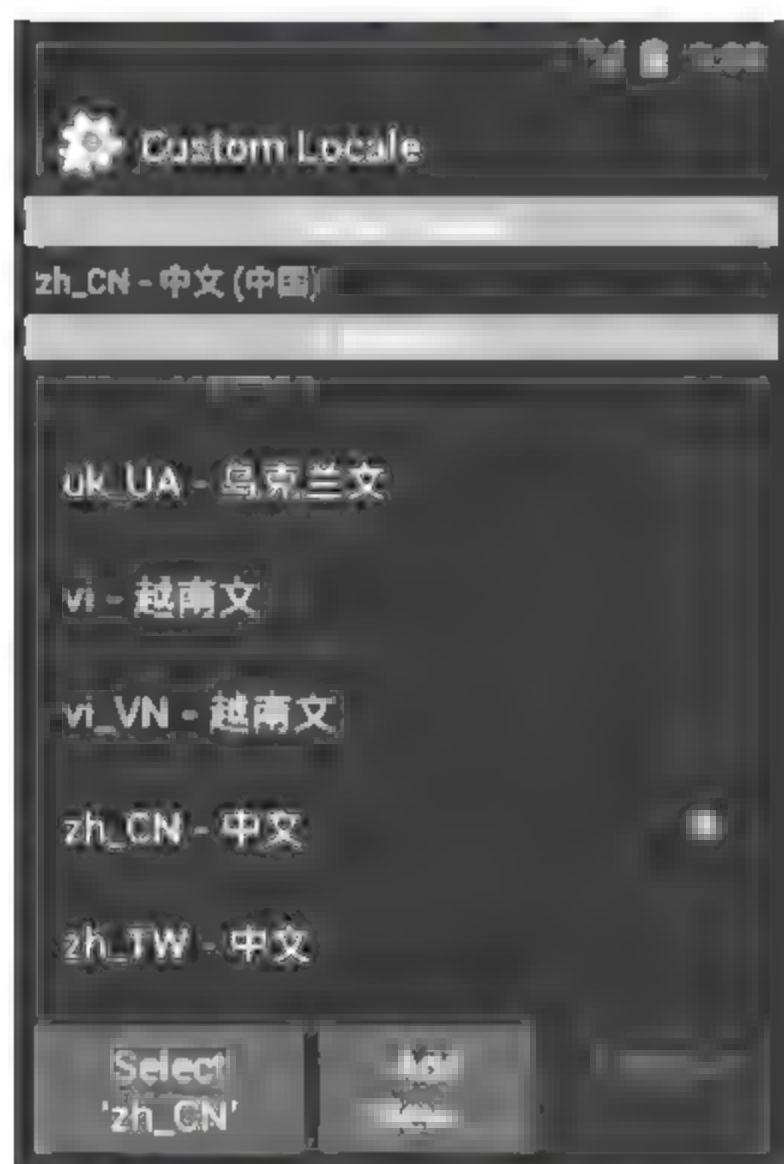 Custom Locale
zh_CN - 中文 (中国)
uk_UA - 乌克兰文
vi - 越南文
vi_VN - 越南文
zh_CN - 中文
zh_TW - 中文
Select
'zh_CN'